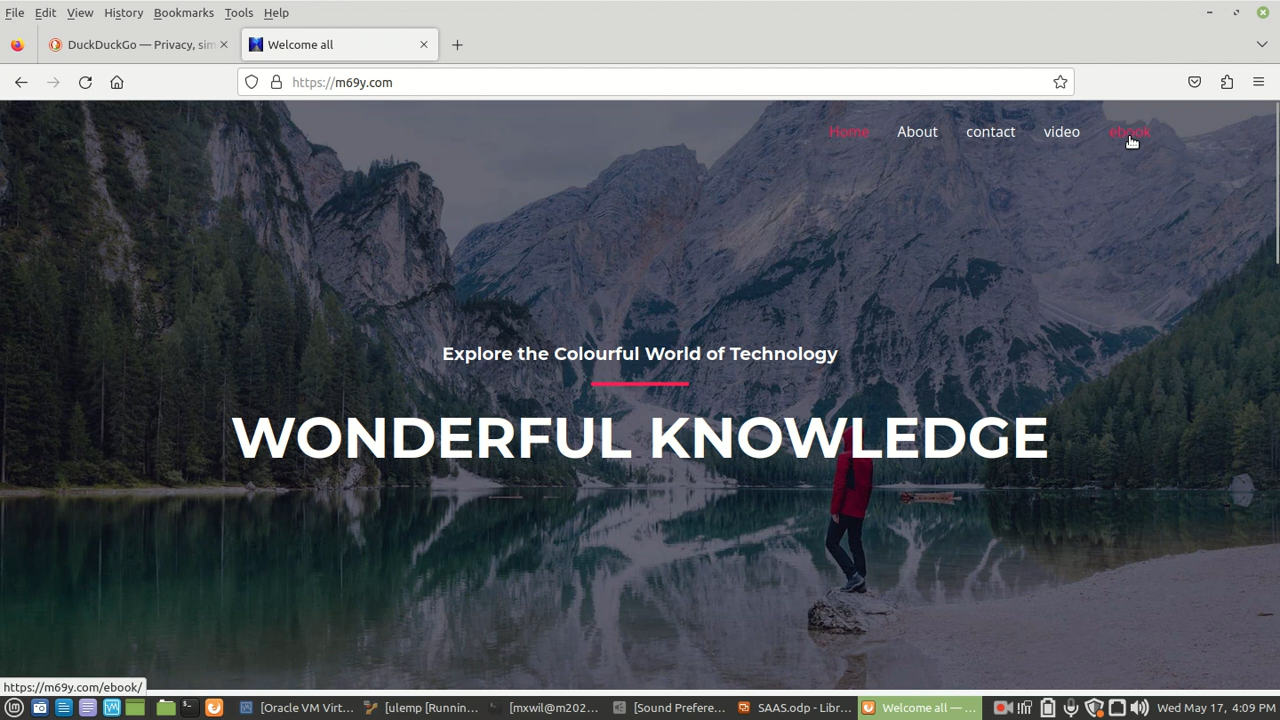 File Edit View History Bookmarks Tools Help
DuckDuckGo — Privacy, sim
Welcome all
https://m69y.com
Home About contact video ebook
Explore the Colourful World of Technology
WONDERFUL KNOWLEDGE
https://m69y.com/ebook/
[Oracle VM Virt... [ulemp [Runnin... [mxwil@m202... [Sound Prefere... SAAS.odp - Libr... Welcome all — ... Wed May 17, 4:09 PM